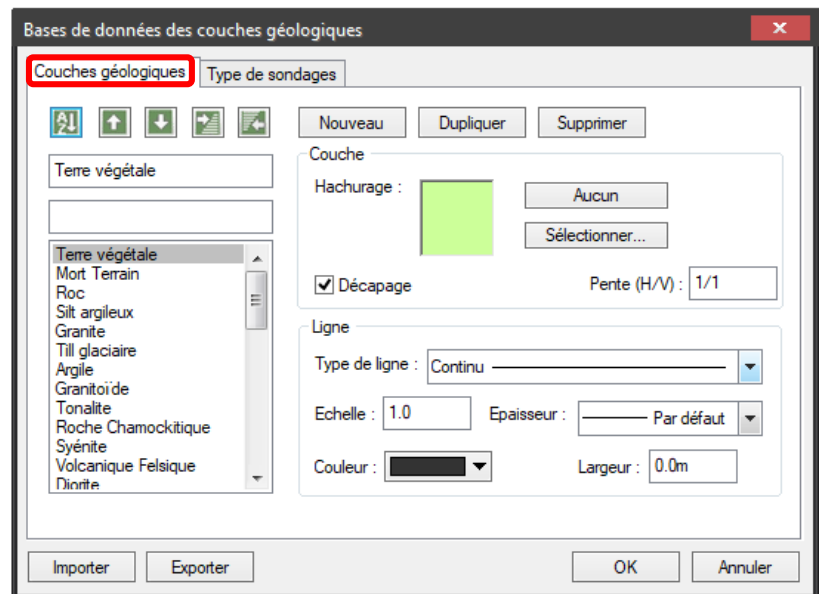 Bases de données des couches géologiques
Couches géologiques
Type de sondages
Nouveau
Dupliquer
Supprimer
Terre végétale
Couche
Hachurage :
Aucun
Sélectionner...
Décapage
Pente (H/V) : 1/1
Terre végétale
Mort Terrain
Roc
Silt argileux
Granite
Till glaciaire
Argile
Granitoïde
Tonalite
Roche Chamockitique
Syénite
Volcanique Felsique
Diorite
Ligne
Type de ligne : Continu
Echelle : 1.0
Epaisseur : Par défaut
Couleur :
Largeur : 0.0m
Importer
Exporter
OK
Annuler